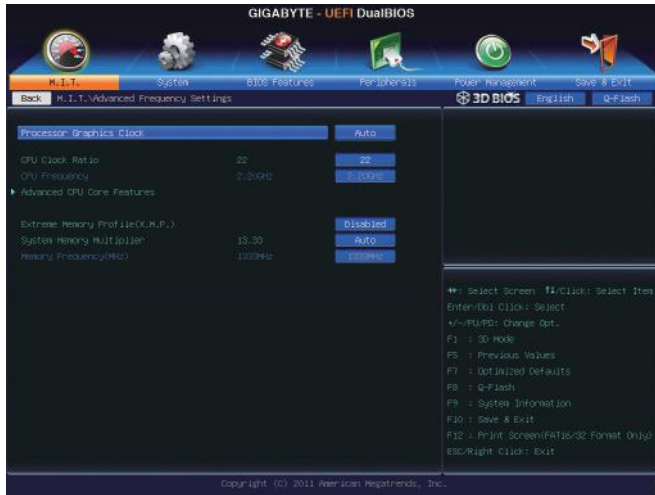 GIGABYTE - UEFI DualBIOS
M.I.T. System BIOS Features Peripherals Power Management Save & Exit
Back M.I.T.\Advanced Frequency Settings
3D BIOS English Q-Flash
Processor Graphics Clock Auto
CPU Clock Ratio 22 22
CPU Frequency 2.20GHz 2.20GHz
Advanced CPU Core Features
Extreme Memory Profile(X.M.P.) Disabled
System Memory Multiplier 13.33 Auto
Memory Frequency(MHz) 1333MHz 1333MHz
→←: Select Screen ↑↓/Click: Select Item
Enter/Dbl Click: Select
+/-/PU/PD: Change Opt.
F1 : 3D Mode
F5 : Previous Values
F7 : Optimized Defaults
F8 : Q-Flash
F9 : System Information
F10 : Save & Exit
F12 : Print Screen(FAT16/32 Format Only)
ESC/Right Click: Exit
Copyright (C) 2011 American Megatrends, Inc.